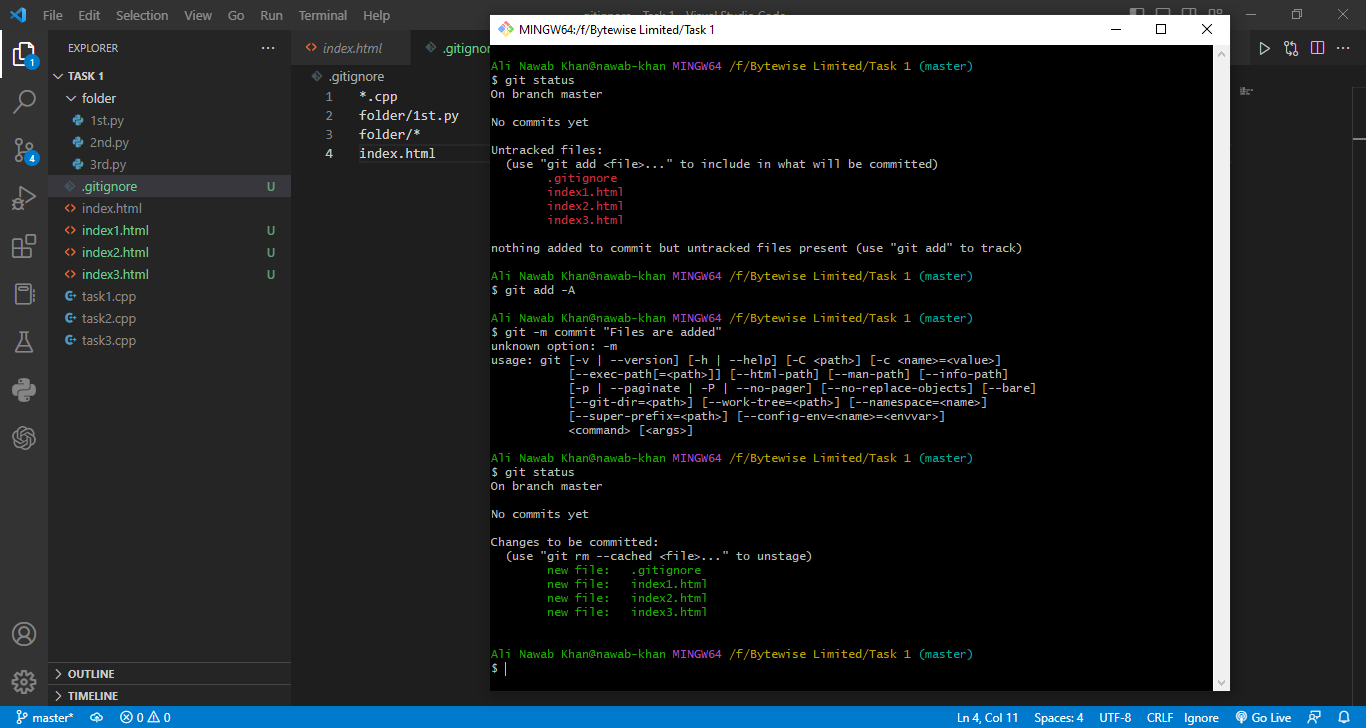 File Edit Selection View Go Run Terminal Help
MINGW64:/f/Bytewise Limited/Task 1
EXPLORER
1
TASK 1
folder
1st.py
2nd.py
3rd.py
4
.gitignore U
index.html
index1.html U
index2.html U
index3.html U
task1.cpp
task2.cpp
task3.cpp
OUTLINE
TIMELINE
index.html
.gitignor
.gitignore
1 *.cpp
2 folder/1st.py
3 folder/*
4 index.html
Ali Nawab Khan@nawab-khan MINGW64 /f/Bytewise Limited/Task 1 (master)
$ git status
On branch master
No commits yet
Untracked files:
(use "git add <file>..." to include in what will be committed)
.gitignore
index1.html
index2.html
index3.html
nothing added to commit but untracked files present (use "git add" to track)
Ali Nawab Khan@nawab-khan MINGW64 /f/Bytewise Limited/Task 1 (master)
$ git add -A
Ali Nawab Khan@nawab-khan MINGW64 /f/Bytewise Limited/Task 1 (master)
$ git -m commit "Files are added"
unknown option: -m
usage: git [-v | --version] [-h | --help] [-C <path>] [-c <name>=<value>]
[--exec-path[=<path>]] [--html-path] [--man-path] [--info-path]
[-p | --paginate | -P | --no-pager] [--no-replace-objects] [--bare]
[--git-dir=<path>] [--work-tree=<path>] [--namespace=<name>]
[--super-prefix=<path>] [--config-env=<name>=<envvar>]
<command> [<args>]
Ali Nawab Khan@nawab-khan MINGW64 /f/Bytewise Limited/Task 1 (master)
$ git status
On branch master
No commits yet
Changes to be committed:
(use "git rm --cached <file>..." to unstage)
new file: .gitignore
new file: index1.html
new file: index2.html
new file: index3.html
Ali Nawab Khan@nawab-khan MINGW64 /f/Bytewise Limited/Task 1 (master)
$
master* 0 0 Ln 4, Col 11 Spaces: 4 UTF-8 CRLF Ignore Go Live